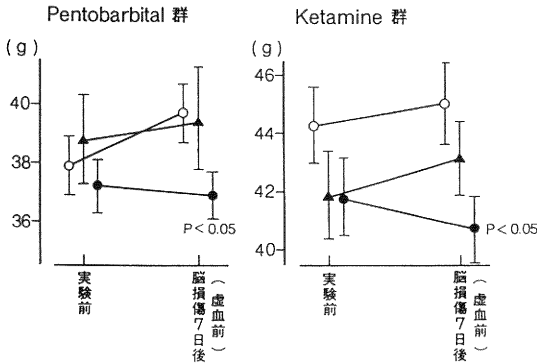 Pentobarbital 群
(g)
40
38
36
P<0.05
実験前
脳損傷7日後
(虚血前)
Ketamine 群
(g)
46
44
42
40
P<0.05
実験前
脳損傷7日後
(虚血前)